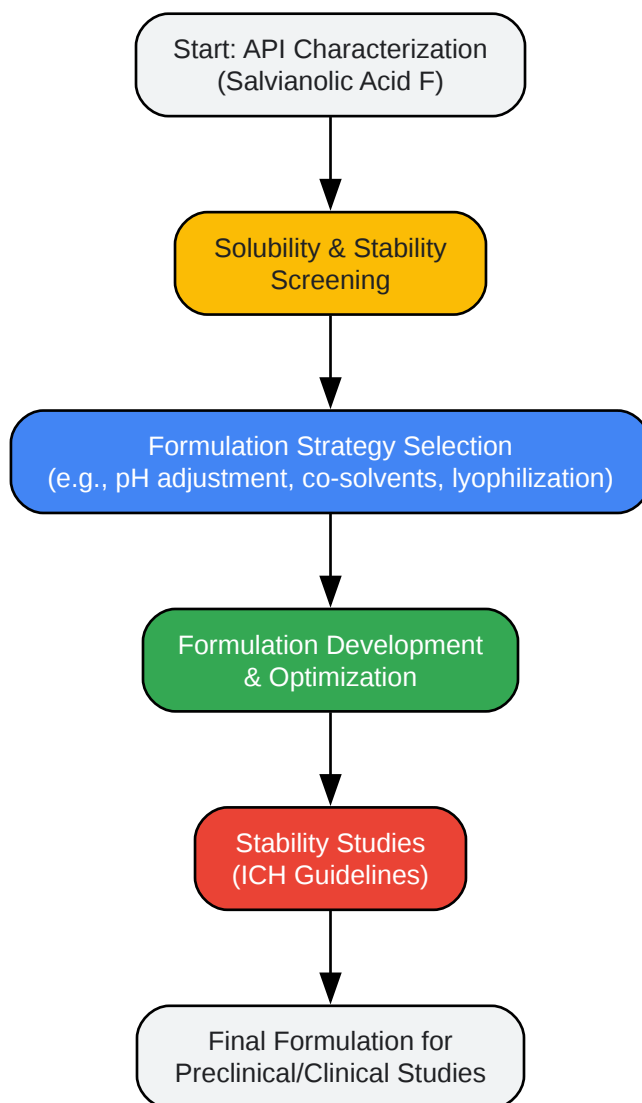 Start: API Characterization
(Salvianolic Acid F)
Solubility & Stability
Screening
Formulation Strategy Selection
(e.g., pH adjustment, co-solvents, lyophilization)
Formulation Development
& Optimization
Stability Studies
(ICH Guidelines)
Final Formulation for
Preclinical/Clinical Studies